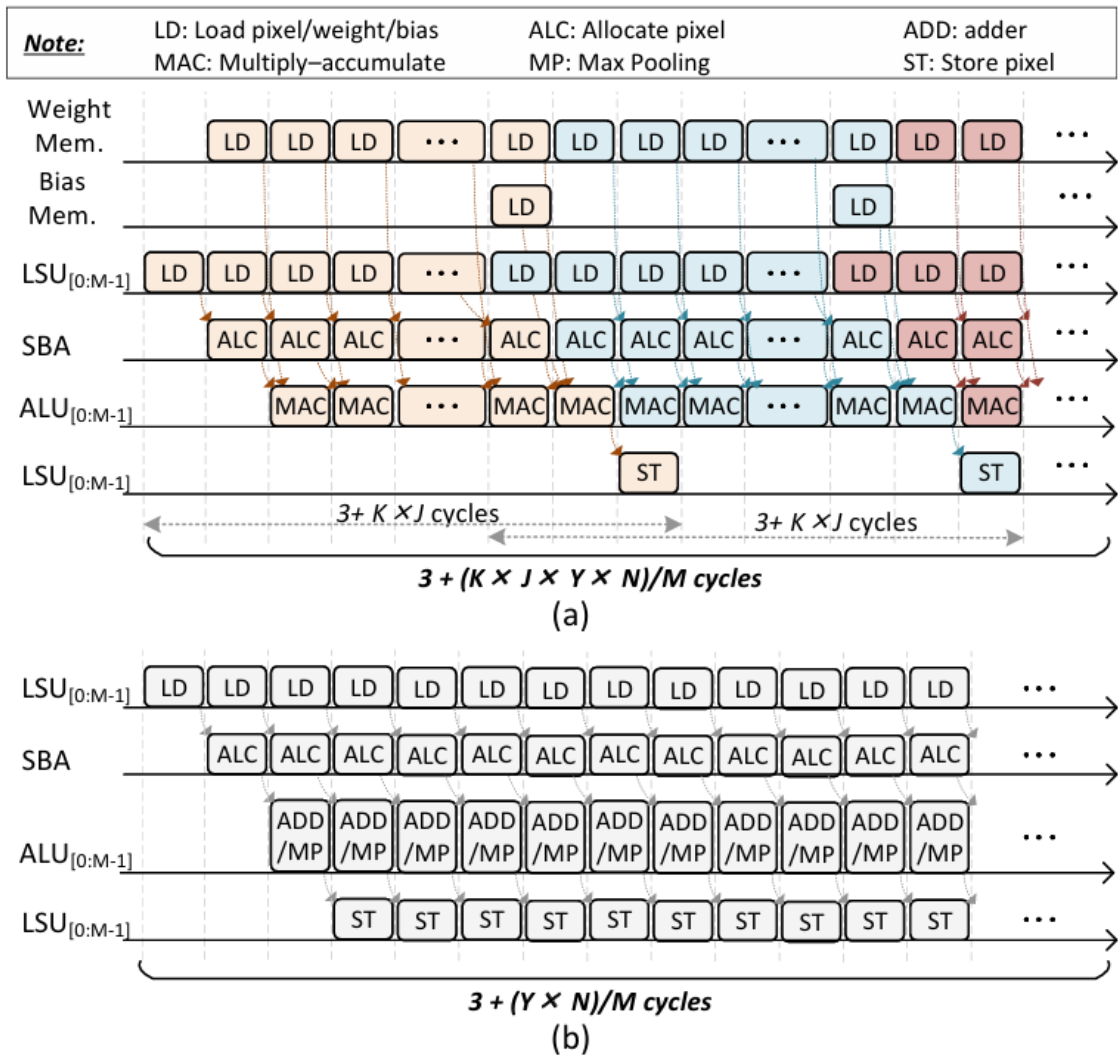 Note: LD: Load pixel/weight/bias ALC: Allocate pixel ADD: adder
MAC: Multiply–accumulate MP: Max Pooling ST: Store pixel
Weight
Mem. LD LD LD ••• LD LD LD LD ••• LD LD LD •••
Bias
Mem. LD LD •••
LSU[0:M-1] LD LD LD LD ••• LD LD LD LD ••• LD LD LD •••
SBA ALC ALC ALC ••• ALC ALC ALC ALC ••• ALC ALC ALC •••
ALU[0:M-1] MAC MAC ••• MAC MAC MAC MAC ••• MAC MAC MAC •••
LSU[0:M-1] ST ST •••
3+ K×J cycles 3+ K×J cycles
3 + (K × J × Y × N)/M cycles
(a)
LSU[0:M-1] LD LD LD LD LD LD LD LD LD LD LD LD LD •••
SBA ALC ALC ALC ALC ALC ALC ALC ALC ALC ALC ALC ALC •••
ADD ADD ADD ADD ADD ADD ADD ADD ADD ADD ADD
ALU[0:M-1] /MP /MP /MP /MP /MP /MP /MP /MP /MP /MP /MP •••
LSU[0:M-1] ST ST ST ST ST ST ST ST ST ST •••
3 + (Y × N)/M cycles
(b)